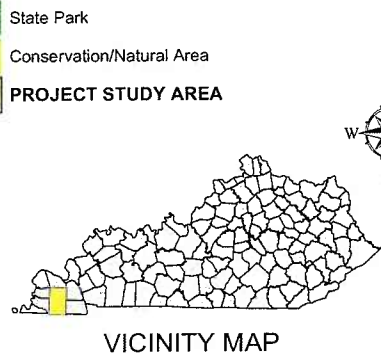 State Park
Conservation/Natural Area
PROJECT STUDY AREA
W
VICINITY MAP